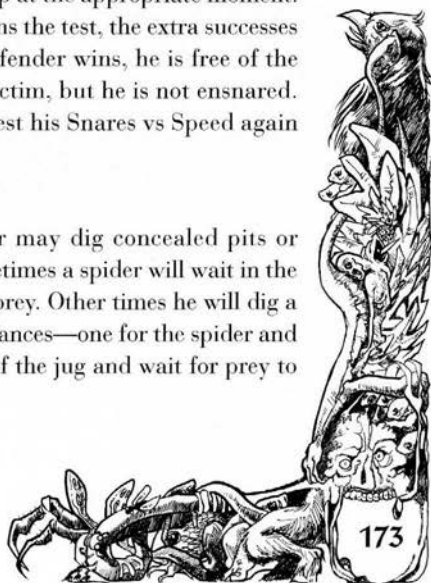 p at the appropriate moment.
ns the test, the extra successes
fender wins, he is free of the
ctim, but he is not ensnared.
est his Snares vs Speed again
r may dig concealed pits or
etimes a spider will wait in the
prey. Other times he will dig a
ances—one for the spider and
of the jug and wait for prey to
173